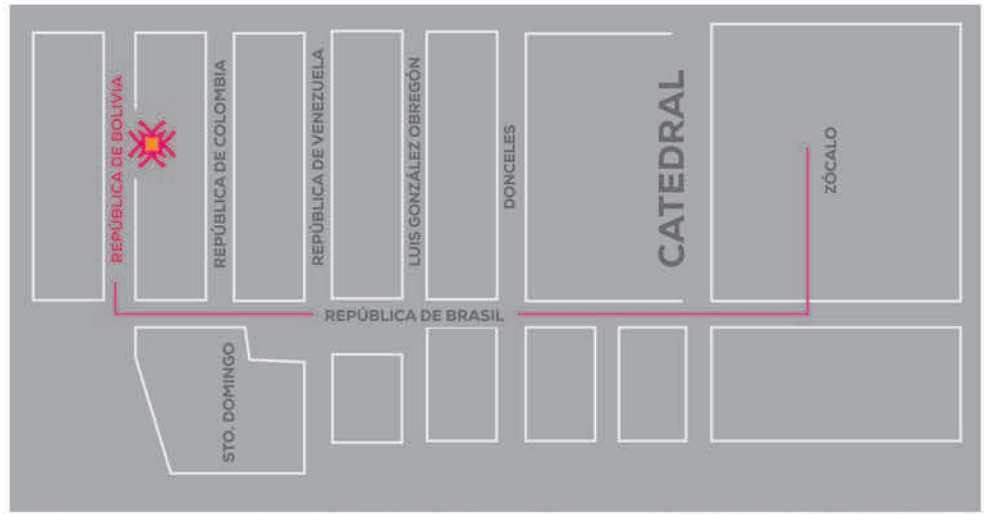 REPÚBLICA DE BOLIVIA
REPÚBLICA DE COLOMBIA
REPÚBLICA DE VENEZUELA
LUIS GONZÁLEZ OBREGÓN
DONCELES
CATEDRAL
ZÓCALO
REPÚBLICA DE BRASIL
STO. DOMINGO